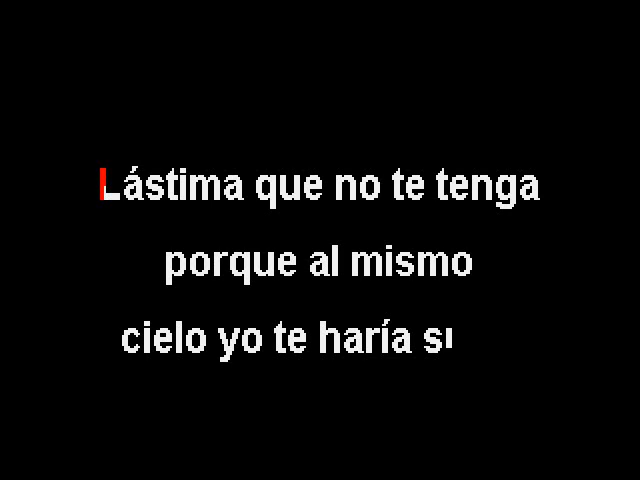 Lástima que no te tenga
porque al mismo
cielo yo te haría